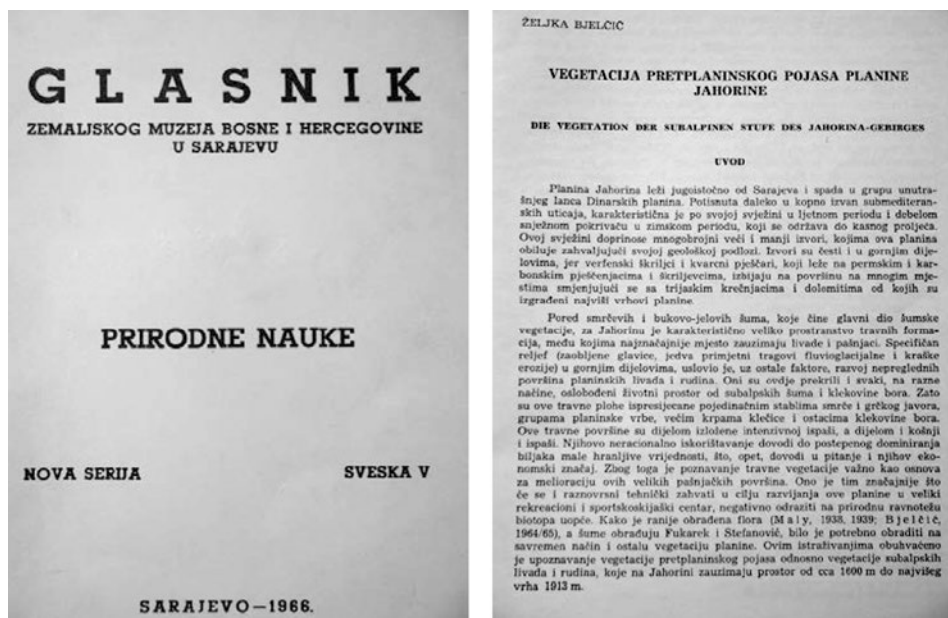 GLASNIK
ZEMALJSKOG MUZEJA BOSNE I HERCEGOVINE
U SARAJEVU
PRIRODNE NAUKE
NOVA SERIJA SVESKA V
SARAJEVO—1966.
ŽELJKA BJELČIĆ
VEGETACIJA PRETPLANINSKOG POJASA PLANINE
JAHORINE
DIE VEGETATION DER SUBALPINEN STUFE DES JAHORINA-GEBIRGES
UVOD
Planina Jahorina leži jugoistočno od Sarajeva i spada u grupu unutra-
šnjeg lanca Dinarskih planina. Potisnuta daleko u kopno izvan submediteran-
skih uticaja, karakteristična je po svojoj svježini u ljetnom periodu i debelom
snježnom pokrivaču u zimskom periodu, koji se održava do kasnog proljeća.
Ovoj svježini doprinose mnogobrojni veći i manji izvori, kojima ova planina
obiluje zahvaljujući svojoj geološkoj podlozi. Izvori su česti i u gornjim dije-
lovima, jer verfenski škriljci i kvarcni pješčari, koji leže na permskim i kar-
bonskim pješčenjacima i škriljevcima, izbijaju na površinu na mnogim mje-
stima smjenjujući se sa trijaskim krečnjacima i dolomitima od kojih su
izgrađeni najviši vrhovi planine.
Pored smrčevih i bukovo-jelovih šuma, koje čine glavni dio šumske
vegetacije, za Jahorinu je karakteristično veliko prostranstvo travnih forma-
cija, među kojima najznačajnije mjesto zauzimaju livade i pašnjaci. Specifičan
reljef (zaobljene glavice, jedva primjetni tragovi fluvioglacijalne i kraške
erozije) u gornjim dijelovima, uslovio je, uz ostale faktore, razvoj nepreglednih
površina planinskih livada i rudina. Oni su ovdje prekrili i svaki, na razne
načine, oslobođeni životni prostor od subalpskih šuma i klekovine bora. Zato
su ove travne plohe ispresijecane pojedinačnim stablima smrče i grčkog javora,
grupama planinske vrbe, većim krpama klečice i ostacima klekovine bora.
Ove travne površine su dijelom izložene intenzivnoj ispaši, a dijelom i košnji
i ispaši. Njihovo neracionalno iskorištavanje dovodi do postepenog dominiranja
biljaka male hranljive vrijednosti, što, opet, dovodi u pitanje i njihov eko-
nomski značaj. Zbog toga je poznavanje travne vegetacije važno kao osnova
za melioraciju ovih velikih pašnjačkih površina. Ono je tim značajnije što
će se i raznovrsni tehnički zahvati u cilju razvijanja ove planine u veliki
rekreacioni i sportskoskijaški centar, negativno odraziti na prirodnu ravnotežu
biotopa uopće. Kako je ranije obrađena flora (Maly, 1938, 1939; Bjelčić,
1964/65), a šume obrađuju Fukarek i Stefanović, bilo je potrebno obraditi na
savremen način i ostalu vegetaciju planine. Ovim istraživanjima obuhvaćeno
je upoznavanje vegetacije pretplaninskog pojasa odnosno vegetacije subalpskih
livada i rudina, koje na Jahorini zauzimaju prostor od cca 1600 m do najvišeg
vrha 1913 m.